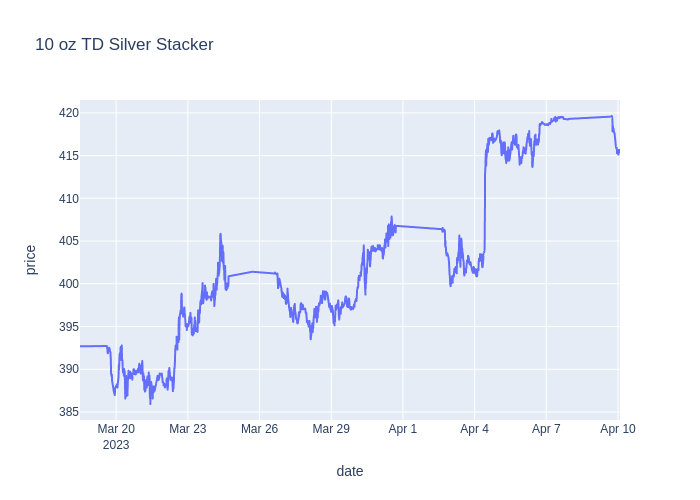 10 oz TD Silver Stacker
420
415
410
405
400
395
390
385
price
Mar 20
2023
Mar 23
Mar 26
Mar 29
Apr 1
Apr 4
Apr 7
Apr 10
date